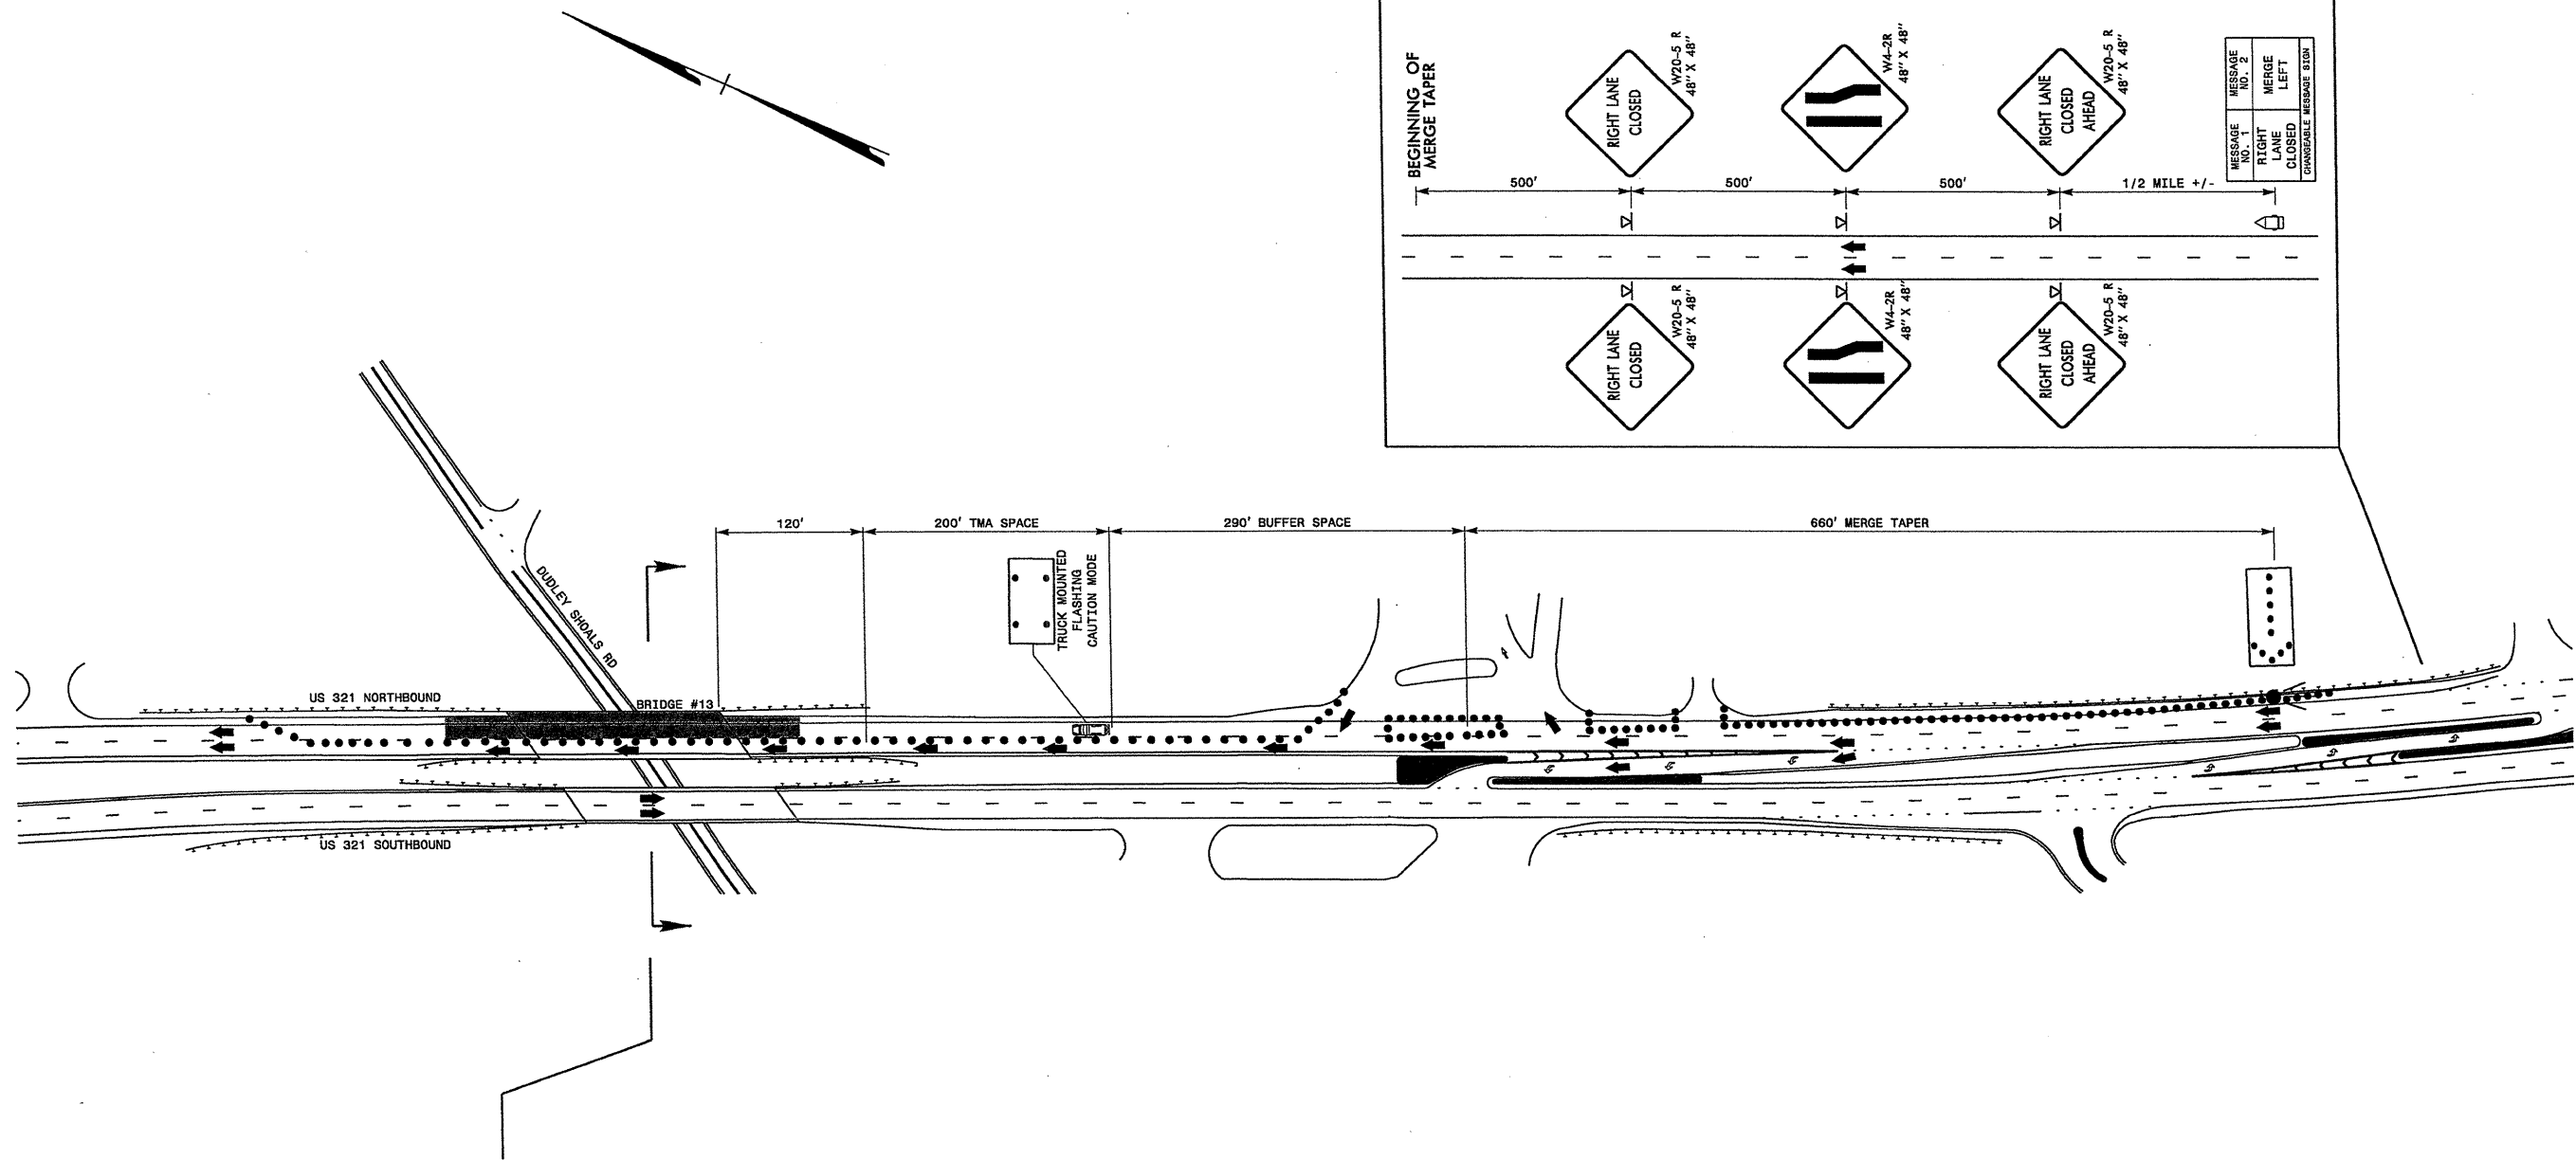 BEGINNING OF
MERGE TAPER
RIGHT LANE
CLOSED
W20-5 R
48" X 48"
W4-2R
48" X 48"
RIGHT LANE
CLOSED
AHEAD
W20-5 R
48" X 48"
MESSAGE
NO. 1
MESSAGE
NO. 2
RIGHT
LANE
CLOSED
MERGE
LEFT
CHANGEABLE MESSAGE SIGN
500'
500'
500'
1/2 MILE +/-
RIGHT LANE
CLOSED
W20-5 R
48" X 48"
W4-2R
48" X 48"
RIGHT LANE
CLOSED
AHEAD
W20-5 R
48" X 48"
120'
200' TMA SPACE
290' BUFFER SPACE
660' MERGE TAPER
TRUCK MOUNTED
FLASHING
CAUTION MODE
DUDLEY SHOALS RD
US 321 NORTHBOUND
BRIDGE #13
US 321 SOUTHBOUND